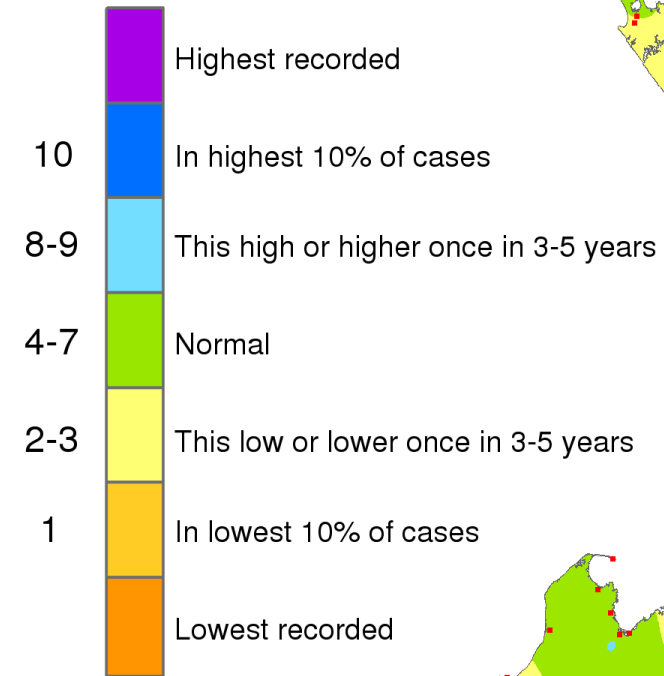 Highest recorded
10 In highest 10% of cases
8-9 This high or higher once in 3-5 years
4-7 Normal
2-3 This low or lower once in 3-5 years
1 In lowest 10% of cases
Lowest recorded